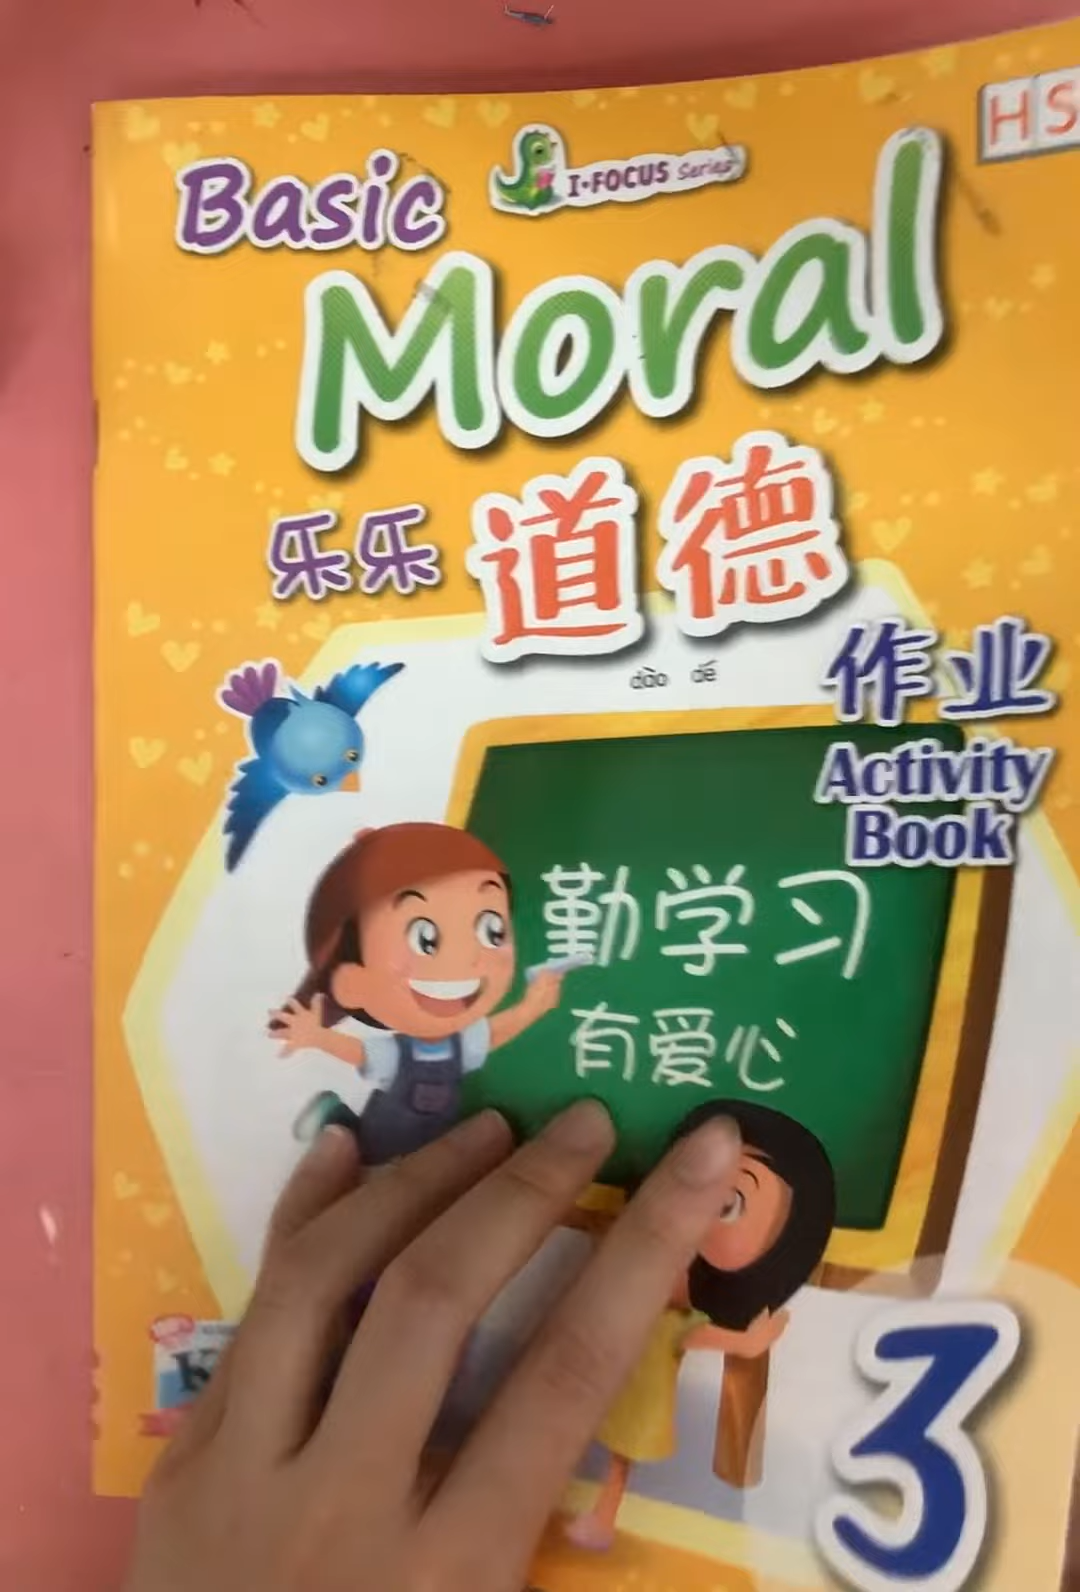 I•FOCUS Series
HS
Basic
Moral
乐乐 道德
dào dé
作业
Activity
Book
勤学习
有爱心
3